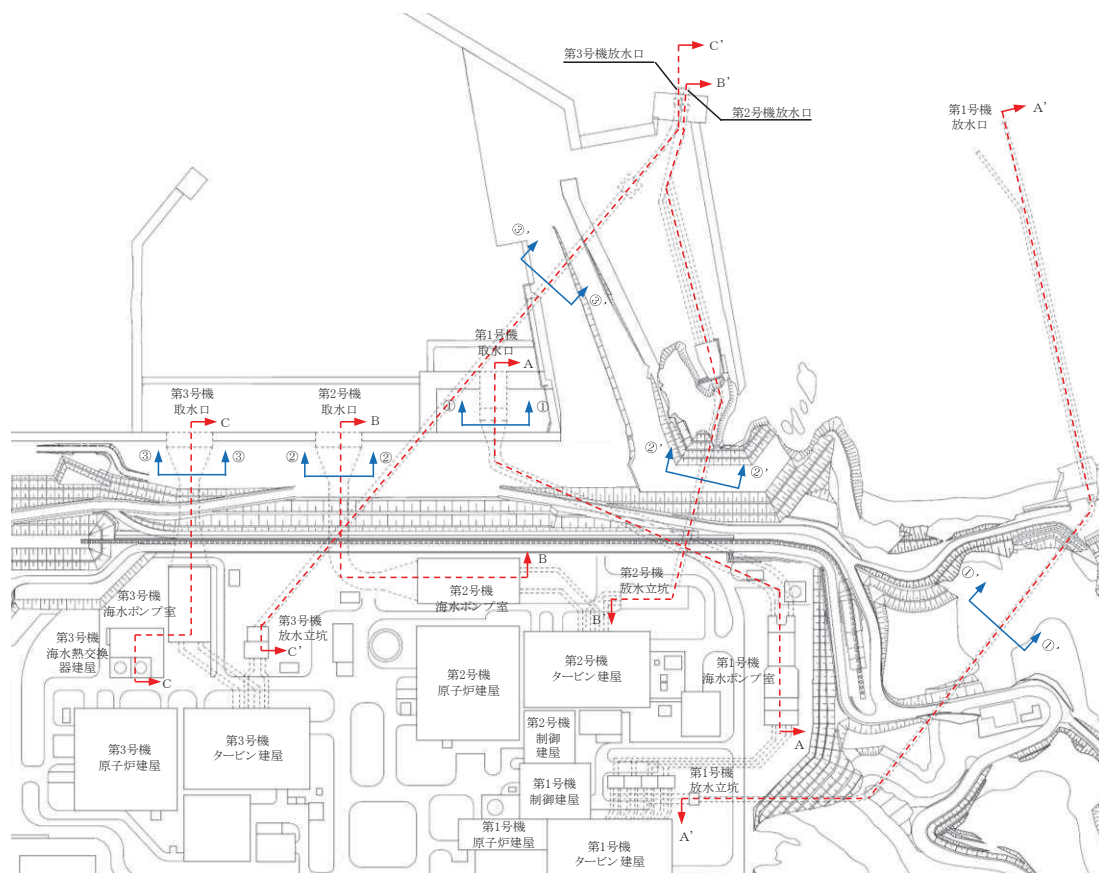 第3号機放水口
C'
B'
第2号機放水口
第1号機
放水口
A'
③'
③'
第1号機
取水口
A
第3号機
取水口
C
第2号機
取水口
B
①
①
③
③
②
②
②'
②'
B
第2号機
海水ポンプ室
第2号機
放水立坑
B'
第3号機
海水ポンプ室
第3号機
放水立坑
C'
第3号機
海水熱交換
器建屋
C
①'
①'
第2号機
原子炉建屋
第2号機
タービン建屋
第1号機
海水ポンプ室
A
第3号機
原子炉建屋
第3号機
タービン建屋
第2号機
制御
建屋
第1号機
制御建屋
第1号機
放水立坑
A'
第1号機
原子炉建屋
第1号機
タービン建屋